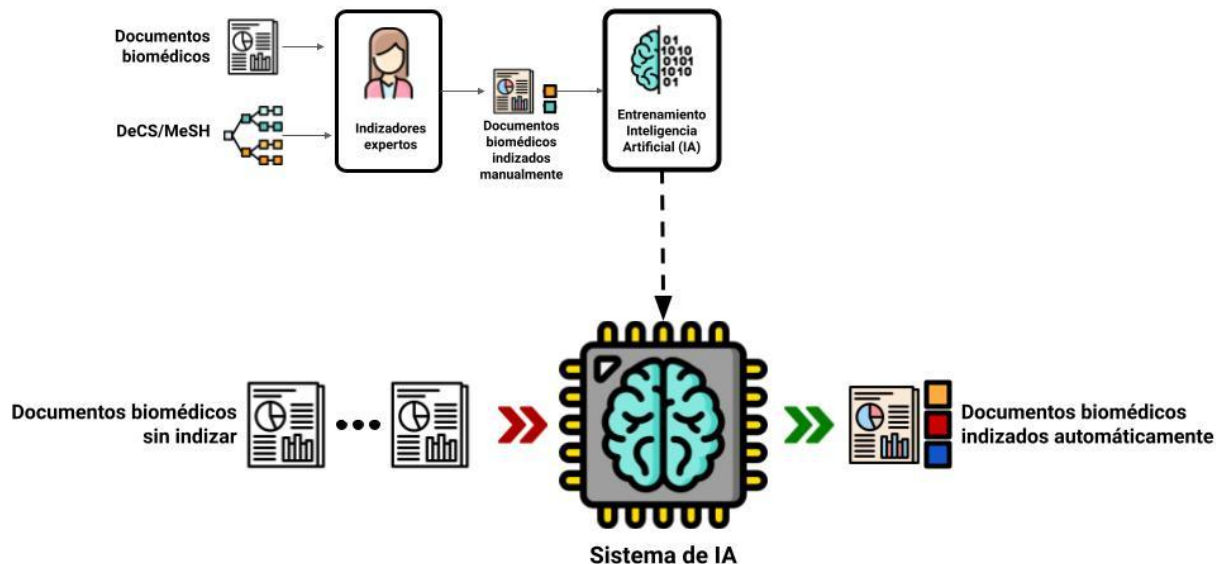 Documentos
biomédicos
DeCS/MeSH
Indizadores
expertos
Documentos
biomédicos
indizados
manualmente
01
1010
0101
1010
01
Entrenamiento
Inteligencia
Artificial (IA)
Documentos biomédicos
sin indizar
Sistema de IA
Documentos biomédicos
indizados automáticamente